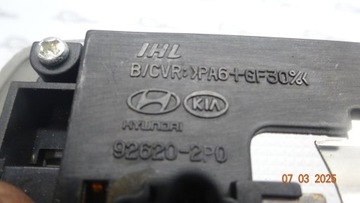 IHL
B/CVR:>PA6+GF30%<
KIA
HYUNDAI
92620-2P0
07 03 2025